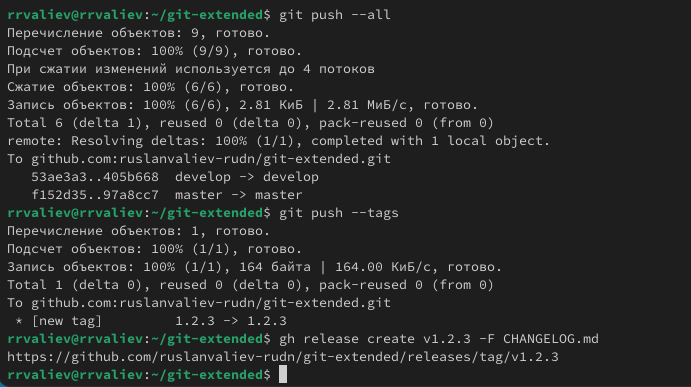 rrvaliev@rrvaliev:~/git-extended$ git push --all
Перечисление объектов: 9, готово.
Подсчет объектов: 100% (9/9), готово.
При сжатии изменений используется до 4 потоков
Сжатие объектов: 100% (6/6), готово.
Запись объектов: 100% (6/6), 2.81 КиБ | 2.81 МиБ/с, готово.
Total 6 (delta 1), reused 0 (delta 0), pack-reused 0 (from 0)
remote: Resolving deltas: 100% (1/1), completed with 1 local object.
To github.com:ruslanvaliev-rudn/git-extended.git
   53ae3a3..405b668  develop -> develop
   f152d35..97a8cc7  master -> master
rrvaliev@rrvaliev:~/git-extended$ git push --tags
Перечисление объектов: 1, готово.
Подсчет объектов: 100% (1/1), готово.
Запись объектов: 100% (1/1), 164 байта | 164.00 КиБ/с, готово.
Total 1 (delta 0), reused 0 (delta 0), pack-reused 0 (from 0)
To github.com:ruslanvaliev-rudn/git-extended.git
 * [new tag]         1.2.3 -> 1.2.3
rrvaliev@rrvaliev:~/git-extended$ gh release create v1.2.3 -F CHANGELOG.md
https://github.com/ruslanvaliev-rudn/git-extended/releases/tag/v1.2.3
rrvaliev@rrvaliev:~/git-extended$